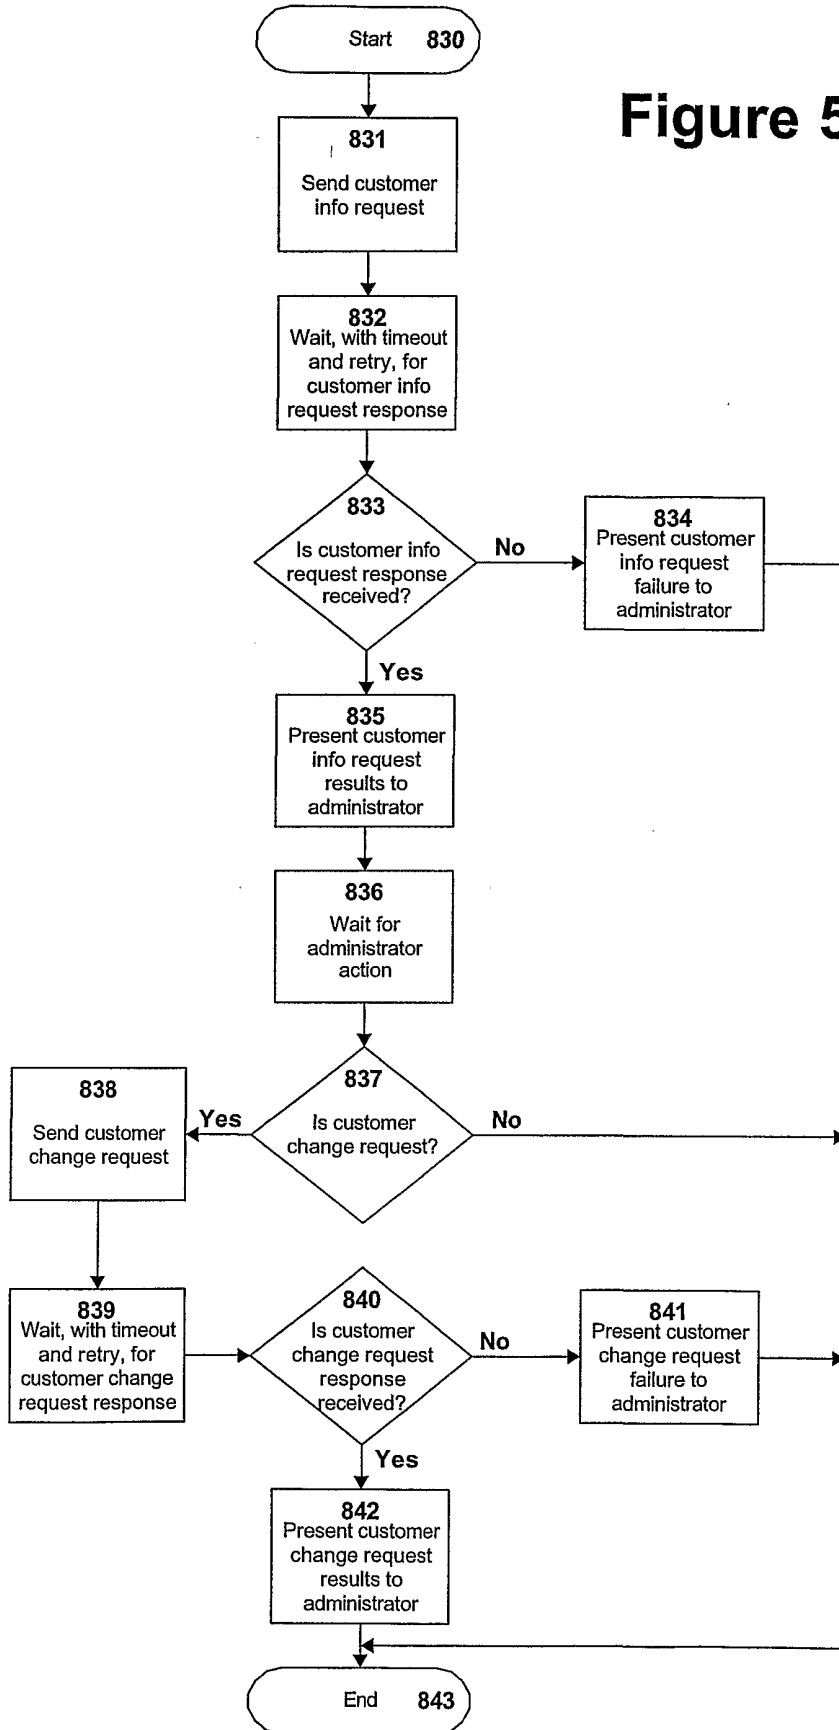 Start 830
Figure 5
831
Send customer
info request
832
Wait, with timeout
and retry, for
customer info
request response
833
Is customer info
request response
received?
No
834
Present customer
info request
failure to
administrator
Yes
835
Present customer
info request
results to
administrator
836
Wait for
administrator
action
837
Is customer
change request?
Yes
No
838
Send customer
change request
839
Wait, with timeout
and retry, for
customer change
request response
840
Is customer
change request
response
received?
No
841
Present customer
change request
failure to
administrator
Yes
842
Present customer
change request
results to
administrator
End 843